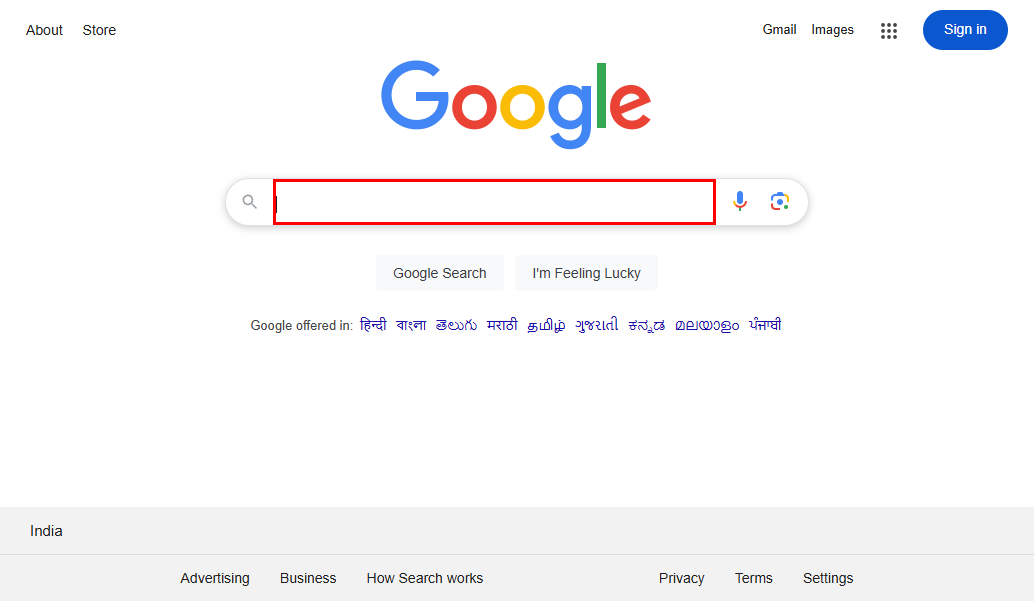 About Store Gmail Images Sign in
Google
Google Search I'm Feeling Lucky
Google offered in: हिन्दी বাংলা తెలుగు मराठी தமிழ் ગુજરાતી ಕನ್ನಡ മലയാളം ਪੰਜਾਬੀ
India
Advertising Business How Search works Privacy Terms Settings